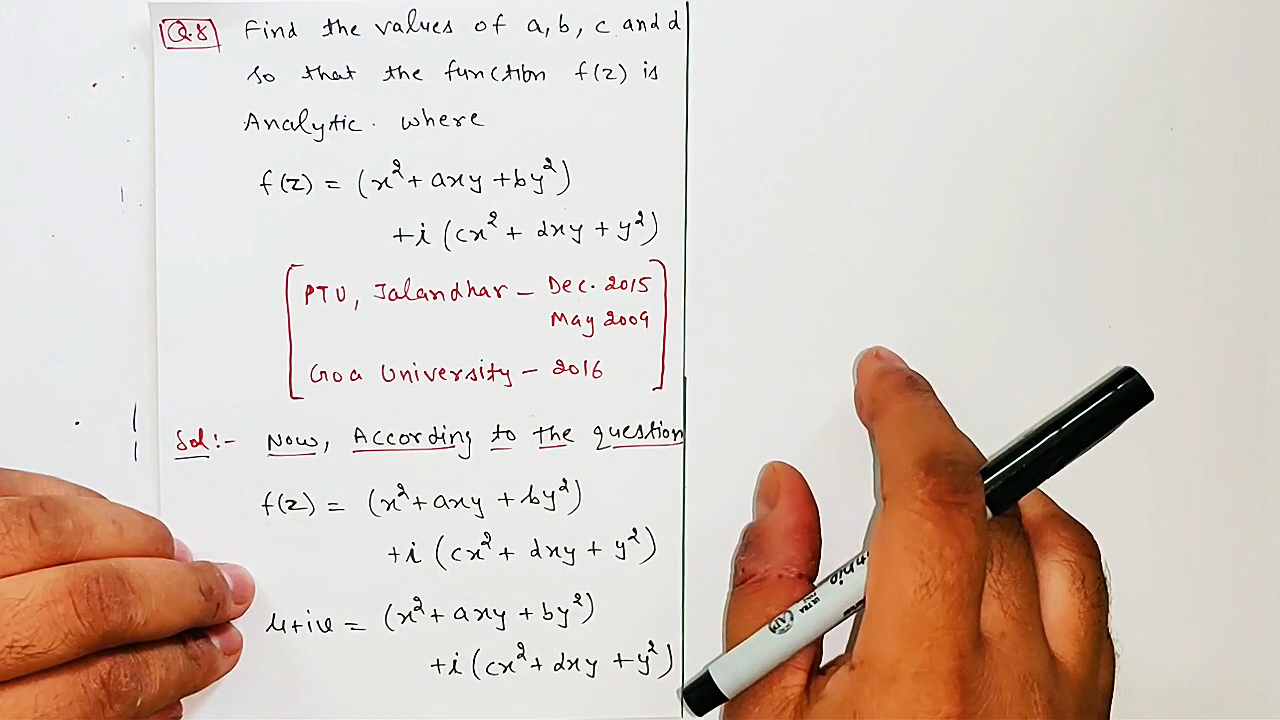 Q.8 Find the values of a, b, c and d
so that the function f(z) is
Analytic. where
f(z) = (x²+axy+by²)
+i (cx²+dxy+y²)
[PTU, Jalandhar - Dec. 2015
May 2009
Goa University - 2016]
Sol:- Now, According to the question
f(z) = (x²+axy+by²)
+i (cx²+dxy+y²)
u+iv = (x²+axy+by²)
+i (cx²+dxy+y²)
ULTRA